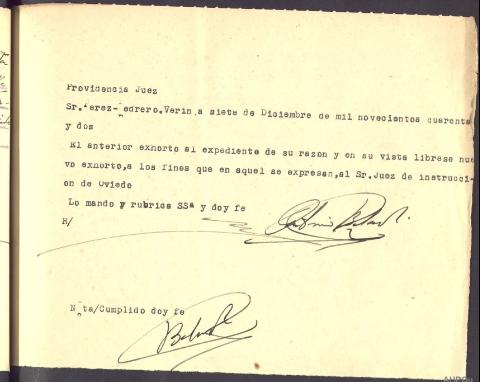 Providencia Juez
Sr.Perez-Pedrero.Verin,a siete de Diciembre de mil novecientos cuarenta
y dos
El anterior exhorto al expediente de su razon y en su vista librese nue
vo exhorto,a los fines que en aquel se expresan,al Sr.Juez de instrucci
on de Oviedo
Lo mando y rubrica SSª y doy fe
R/
Nota/Cumplido doy fe